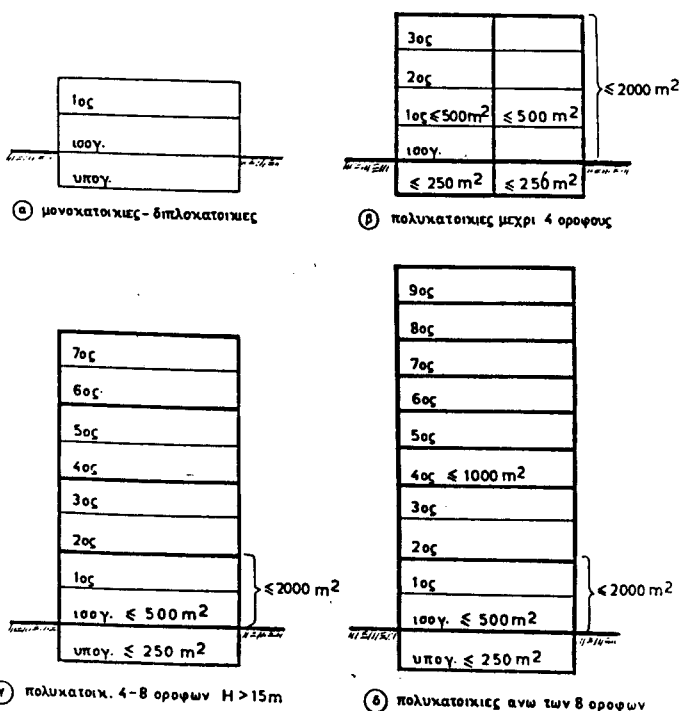 1ος
ισογ.
υπογ.
α μονοκατοικιες - διπλοκατοικιες
3ος
2ος
1ος ≤500m² ≤ 500 m²
ισογ.
≤ 250 m² ≤ 250 m²
≤ 2000 m²
β πολυκατοικιες μεχρι 4 οροφους
7ος
6ος
5ος
4ος
3ος
2ος
1ος
ισογ. ≤ 500 m²
υπογ. ≤ 250 m²
≤2000 m²
γ πολυκατοικ. 4-8 οροφων Η >15m
9ος
8ος
7ος
6ος
5ος
4ος ≤ 1000 m²
3ος
2ος
1ος
ισογ. ≤ 500 m²
υπογ. ≤ 250 m²
≤2000 m²
δ πολυκατοικιες ανω των 8 οροφων